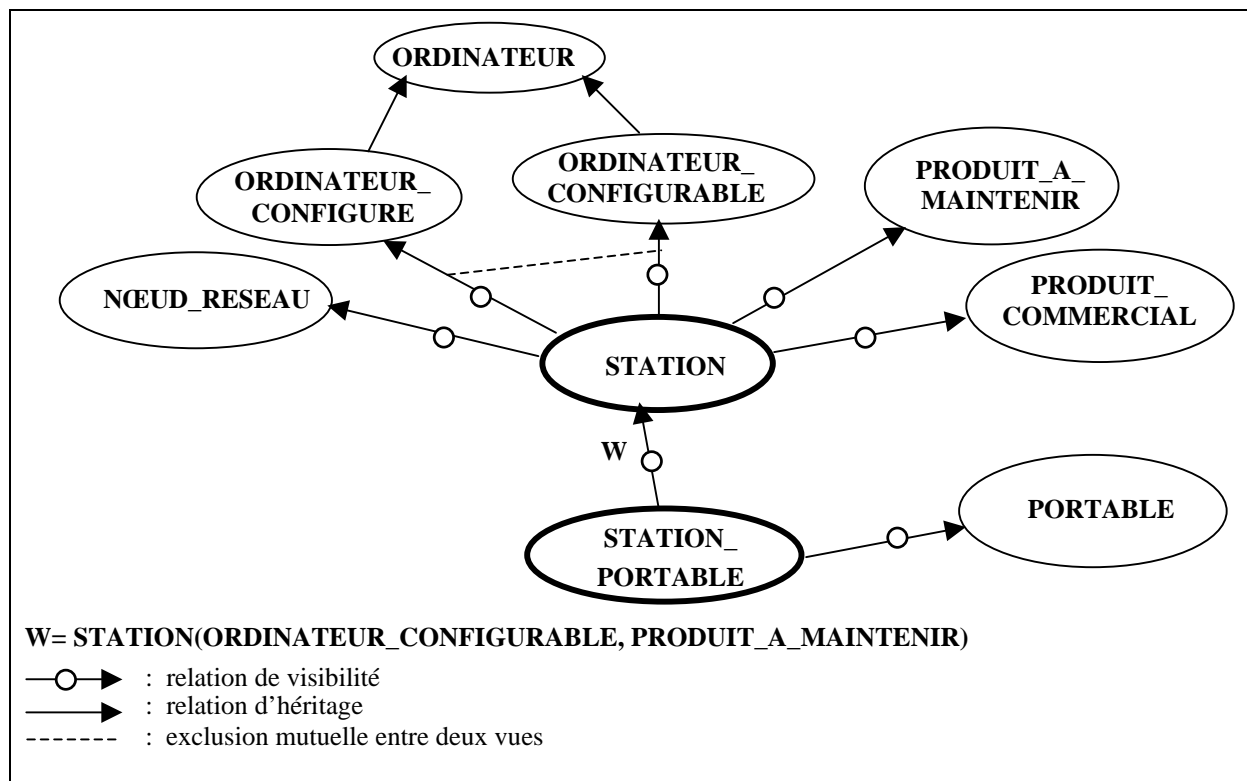 ORDINATEUR
ORDINATEUR_
CONFIGURE
ORDINATEUR_
CONFIGURABLE
PRODUIT_A_
MAINTENIR
NŒUD_RESEAU
PRODUIT_
COMMERCIAL
STATION
W
STATION_
PORTABLE
PORTABLE
W= STATION(ORDINATEUR_CONFIGURABLE, PRODUIT_A_MAINTENIR)
: relation de visibilité
: relation d’héritage
: exclusion mutuelle entre deux vues